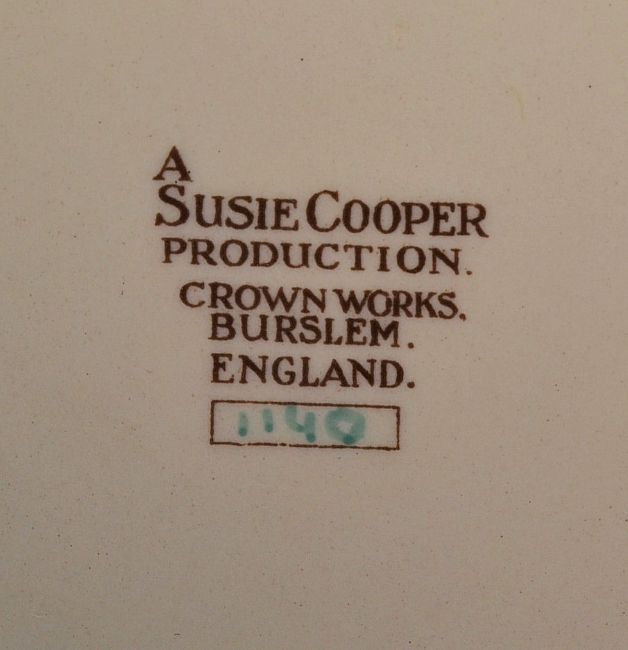 A
SUSIE COOPER
PRODUCTION.
CROWN WORKS.
BURSLEM.
ENGLAND.
1140